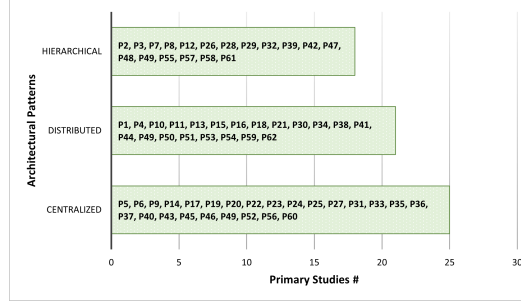 Architectural Patterns
HIERARCHICAL
P2, P3, P7, P8, P12, P26, P28, P29, P32, P39, P42, P47,
P48, P49, P55, P57, P58, P61
DISTRIBUTED
P1, P4, P10, P11, P13, P15, P16, P18, P21, P30, P34, P38, P41,
P44, P49, P50, P51, P53, P54, P59, P62
CENTRALIZED
P5, P6, P9, P14, P17, P19, P20, P22, P23, P24, P25, P27, P31, P33, P35, P36,
P37, P40, P43, P45, P46, P49, P52, P56, P60
0 5 10 15 20 25 30
Primary Studies #